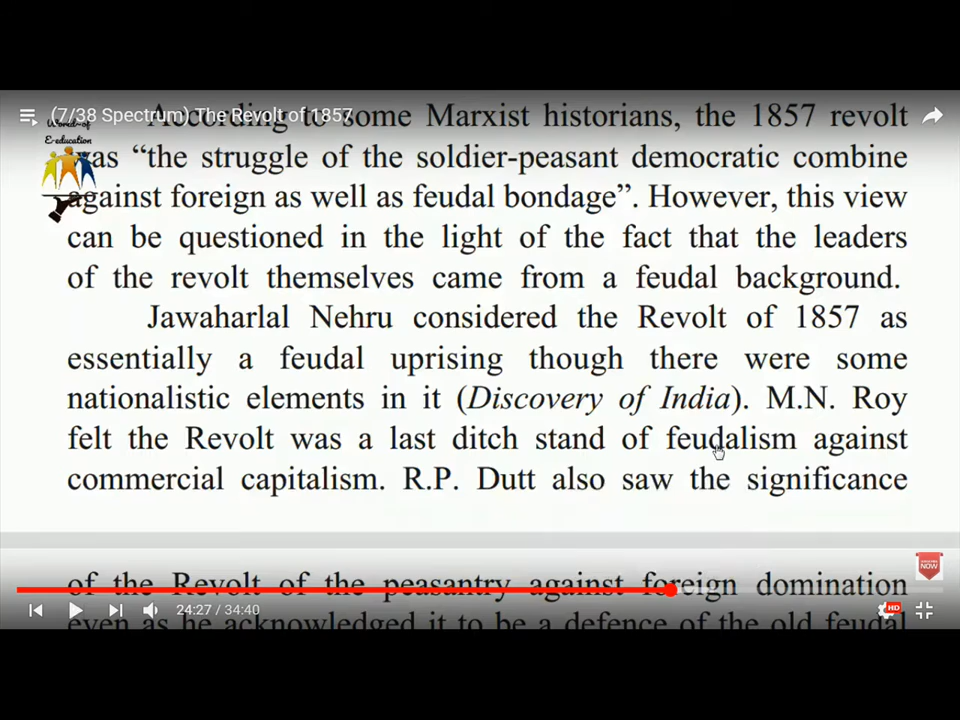 (7/38 Spectrum) The Revolt of 1857
According to some Marxist historians, the 1857 revolt
World of
E-education
was “the struggle of the soldier-peasant democratic combine
against foreign as well as feudal bondage”. However, this view
can be questioned in the light of the fact that the leaders
of the revolt themselves came from a feudal background.
Jawaharlal Nehru considered the Revolt of 1857 as
essentially a feudal uprising though there were some
nationalistic elements in it (Discovery of India). M.N. Roy
felt the Revolt was a last ditch stand of feudalism against
commercial capitalism. R.P. Dutt also saw the significance
of the Revolt of the peasantry against foreign domination
24:27 / 34:40
HD
even as he acknowledged it to be a defence of the old feudal